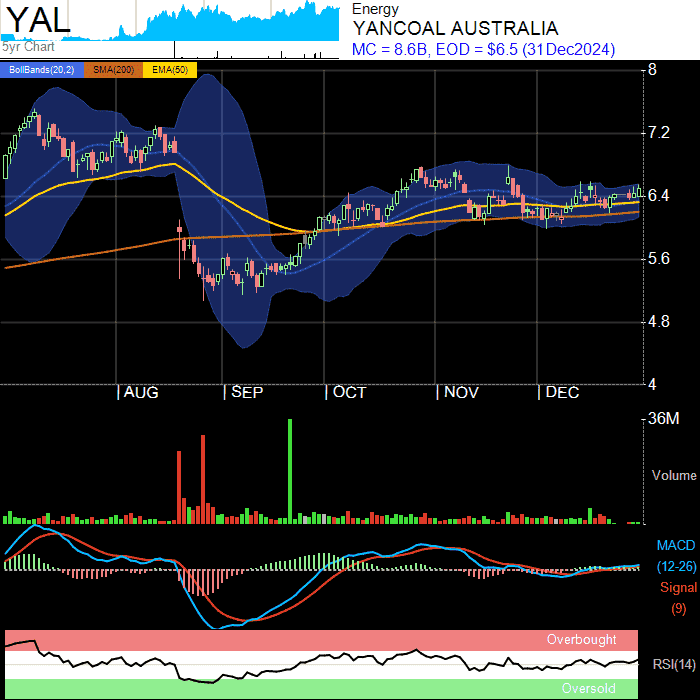 YAL
5yr Chart
Energy
YANCOAL AUSTRALIA
MC = 8.6B, EOD = $6.5 (31Dec2024)
BollBands(20,2) SMA(200) EMA(50)
8
7.2
6.4
5.6
4.8
4
| AUG | SEP | OCT | NOV | DEC
36M
Volume
MACD
(12-26)
Signal
(9)
Overbought
RSI(14)
Oversold